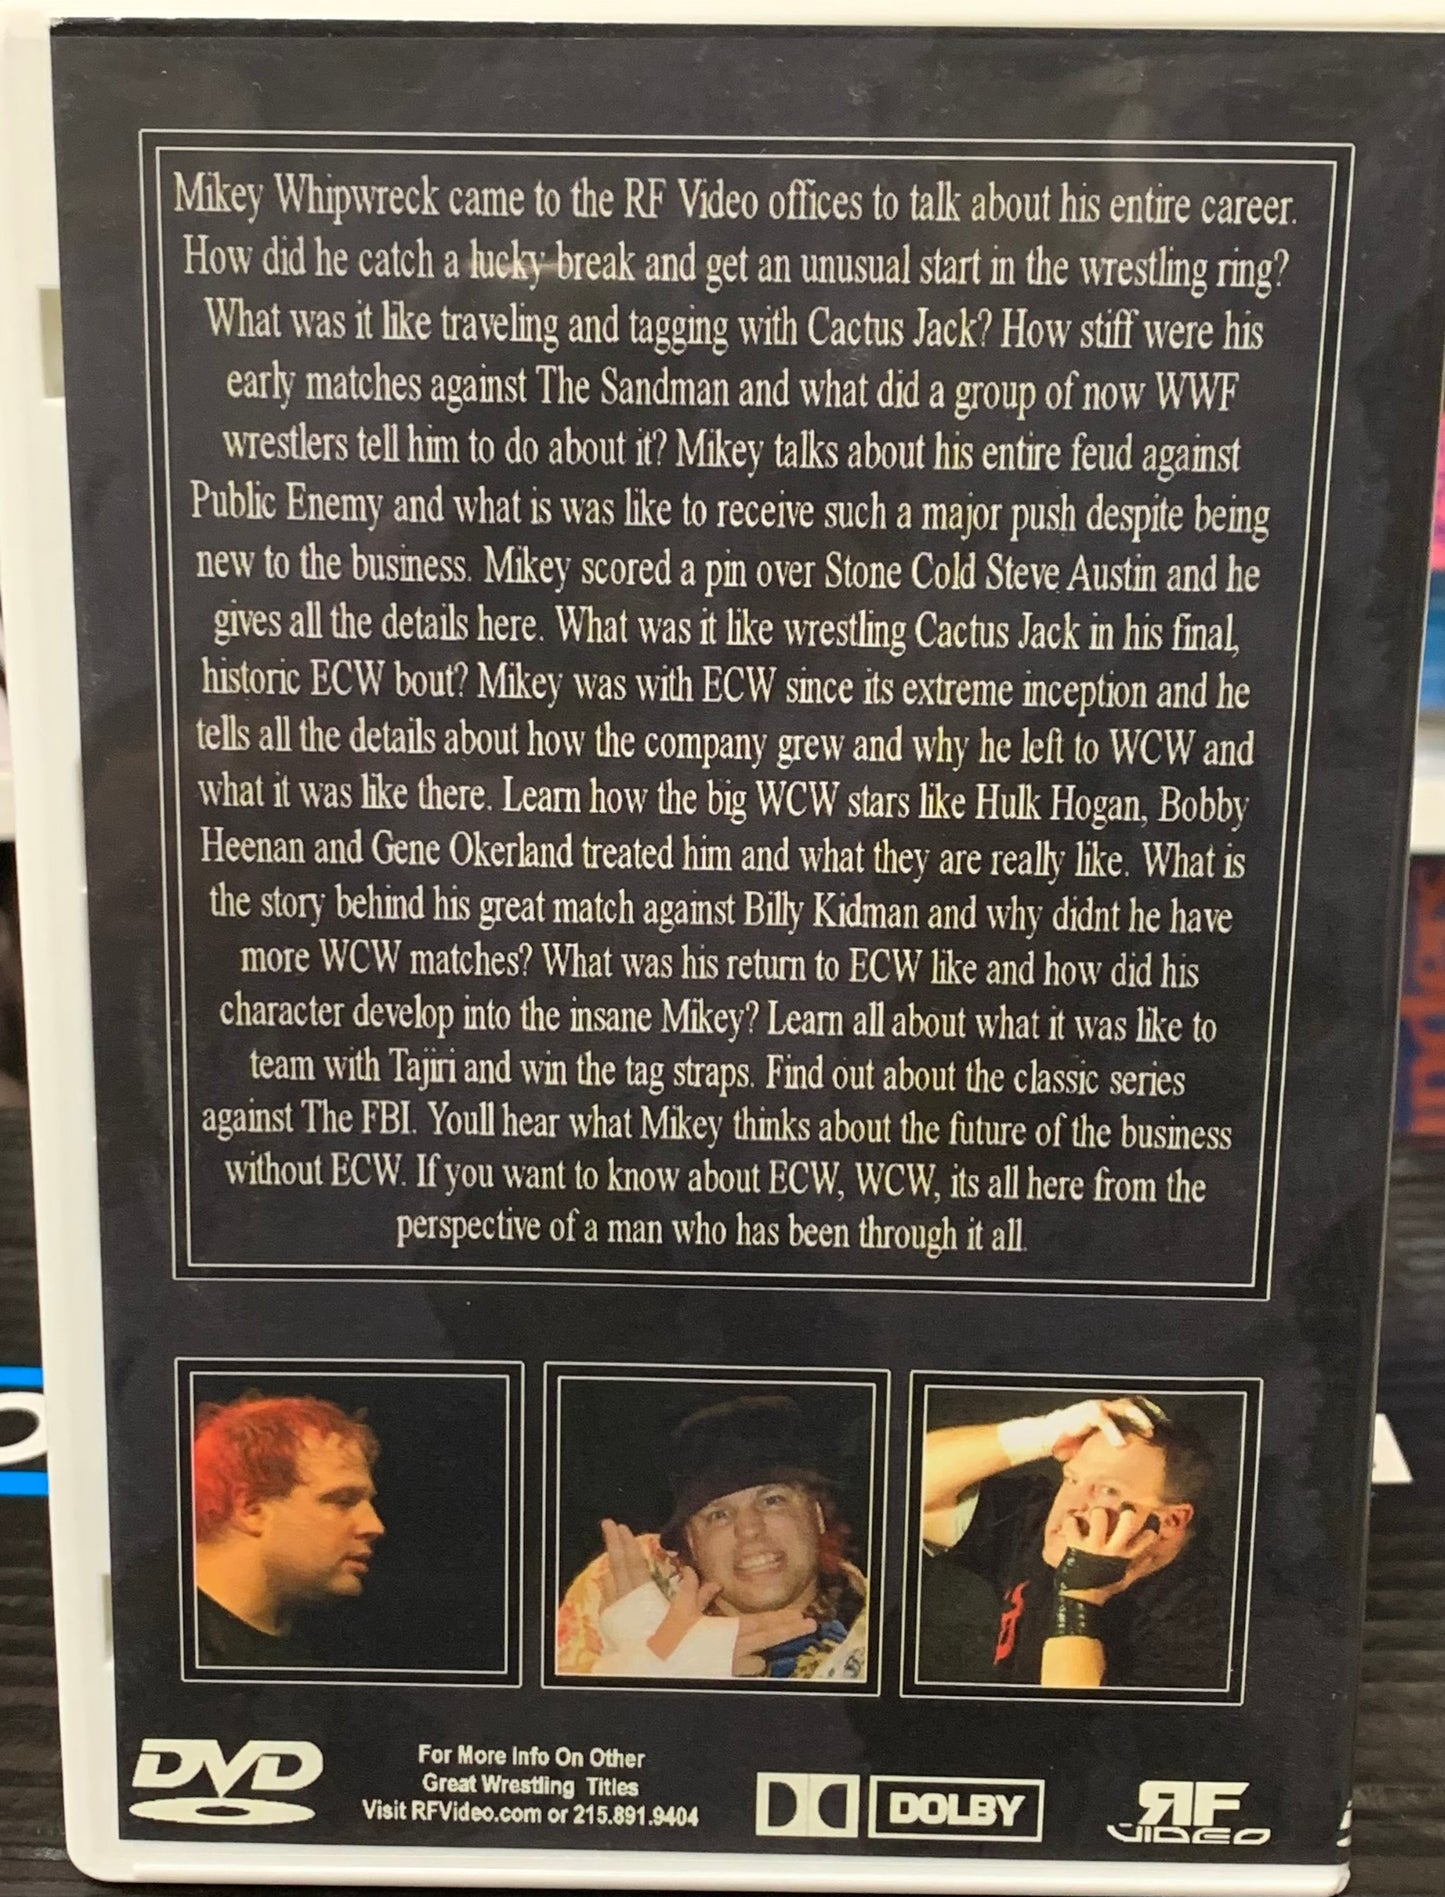 Mikey Whipwreck came to the RF Video offices to talk about his entire career.
How did he catch a lucky break and get an unusual start in the wrestling ring?
What was it like traveling and tagging with Cactus Jack? How stiff were his
early matches against The Sandman and what did a group of now WWF
wrestlers tell him to do about it? Mikey talks about his entire feud against
Public Enemy and what is was like to receive such a major push despite being
new to the business. Mikey scored a pin over Stone Cold Steve Austin and he
gives all the details here. What was it like wrestling Cactus Jack in his final,
historic ECW bout? Mikey was with ECW since its extreme inception and he
tells all the details about how the company grew and why he left to WCW and
what it was like there. Learn how the big WCW stars like Hulk Hogan, Bobby
Heenan and Gene Okerland treated him and what they are really like. What is
the story behind his great match against Billy Kidman and why didnt he have
more WCW matches? What was his return to ECW like and how did his
character develop into the insane Mikey? Learn all about what it was like to
team with Tajiri and win the tag straps. Find out about the classic series
against The FBI. Youll hear what Mikey thinks about the future of the business
without ECW. If you want to know about ECW, WCW, its all here from the
perspective of a man who has been through it all.
DVD
For More Info On Other
Great Wrestling Titles
Visit RFVideo.com or 215.891.9404
DOLBY
RF
VIDEO